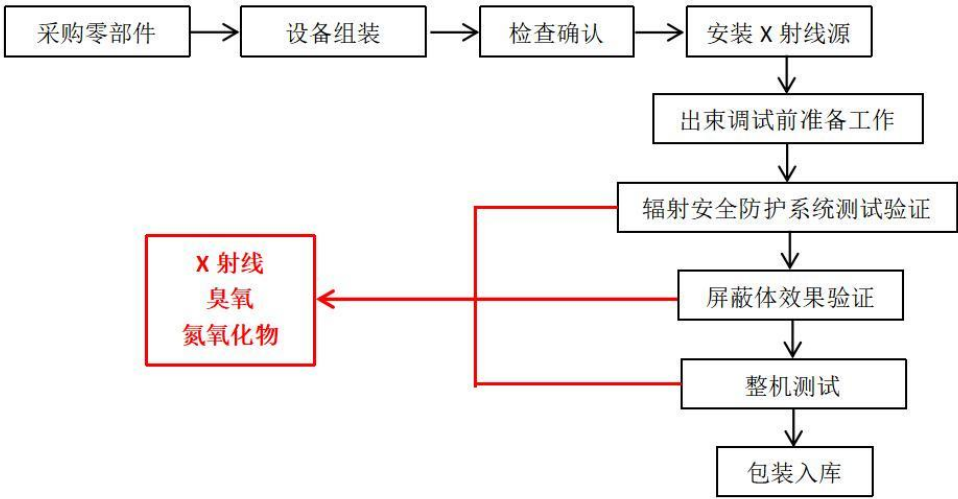 采购零部件
设备组装
检查确认
安装 X 射线源
出束调试前准备工作
辐射安全防护系统测试验证
X 射线
臭氧
氮氧化物
屏蔽体效果验证
整机测试
包装入库